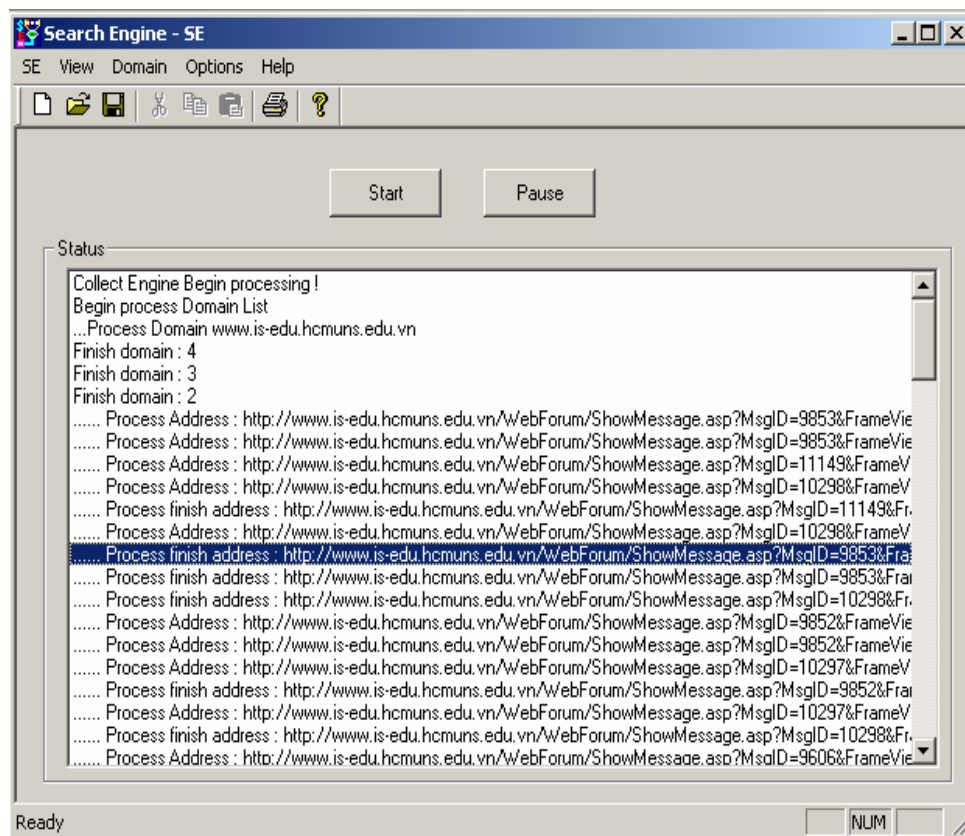 Search Engine - SE
SE View Domain Options Help
Start Pause
Status
Collect Engine Begin processing !
Begin process Domain List
...Process Domain www.is-edu.hcmuns.edu.vn
Finish domain : 4
Finish domain : 3
Finish domain : 2
...... Process Address : http://www.is-edu.hcmuns.edu.vn/WebForum/ShowMessage.asp?MsgID=9853&FrameVie
...... Process Address : http://www.is-edu.hcmuns.edu.vn/WebForum/ShowMessage.asp?MsgID=9853&FrameVie
...... Process Address : http://www.is-edu.hcmuns.edu.vn/WebForum/ShowMessage.asp?MsgID=11149&FrameV
...... Process Address : http://www.is-edu.hcmuns.edu.vn/WebForum/ShowMessage.asp?MsgID=10298&FrameV
...... Process finish address : http://www.is-edu.hcmuns.edu.vn/WebForum/ShowMessage.asp?MsgID=11149&Fra
...... Process Address : http://www.is-edu.hcmuns.edu.vn/WebForum/ShowMessage.asp?MsgID=10298&FrameV
...... Process finish address : http://www.is-edu.hcmuns.edu.vn/WebForum/ShowMessage.asp?MsgID=9853&Fra
...... Process finish address : http://www.is-edu.hcmuns.edu.vn/WebForum/ShowMessage.asp?MsgID=9853&Fra
...... Process finish address : http://www.is-edu.hcmuns.edu.vn/WebForum/ShowMessage.asp?MsgID=10298&Fr
...... Process Address : http://www.is-edu.hcmuns.edu.vn/WebForum/ShowMessage.asp?MsgID=9852&FrameVie
...... Process Address : http://www.is-edu.hcmuns.edu.vn/WebForum/ShowMessage.asp?MsgID=9852&FrameVie
...... Process Address : http://www.is-edu.hcmuns.edu.vn/WebForum/ShowMessage.asp?MsgID=10297&FrameV
...... Process finish address : http://www.is-edu.hcmuns.edu.vn/WebForum/ShowMessage.asp?MsgID=9852&Fra
...... Process Address : http://www.is-edu.hcmuns.edu.vn/WebForum/ShowMessage.asp?MsgID=10297&FrameV
...... Process finish address : http://www.is-edu.hcmuns.edu.vn/WebForum/ShowMessage.asp?MsgID=10298&Fr
...... Process Address : http://www.is-edu.hcmuns.edu.vn/WebForum/ShowMessage.asp?MsgID=9606&FrameVie
Ready NUM